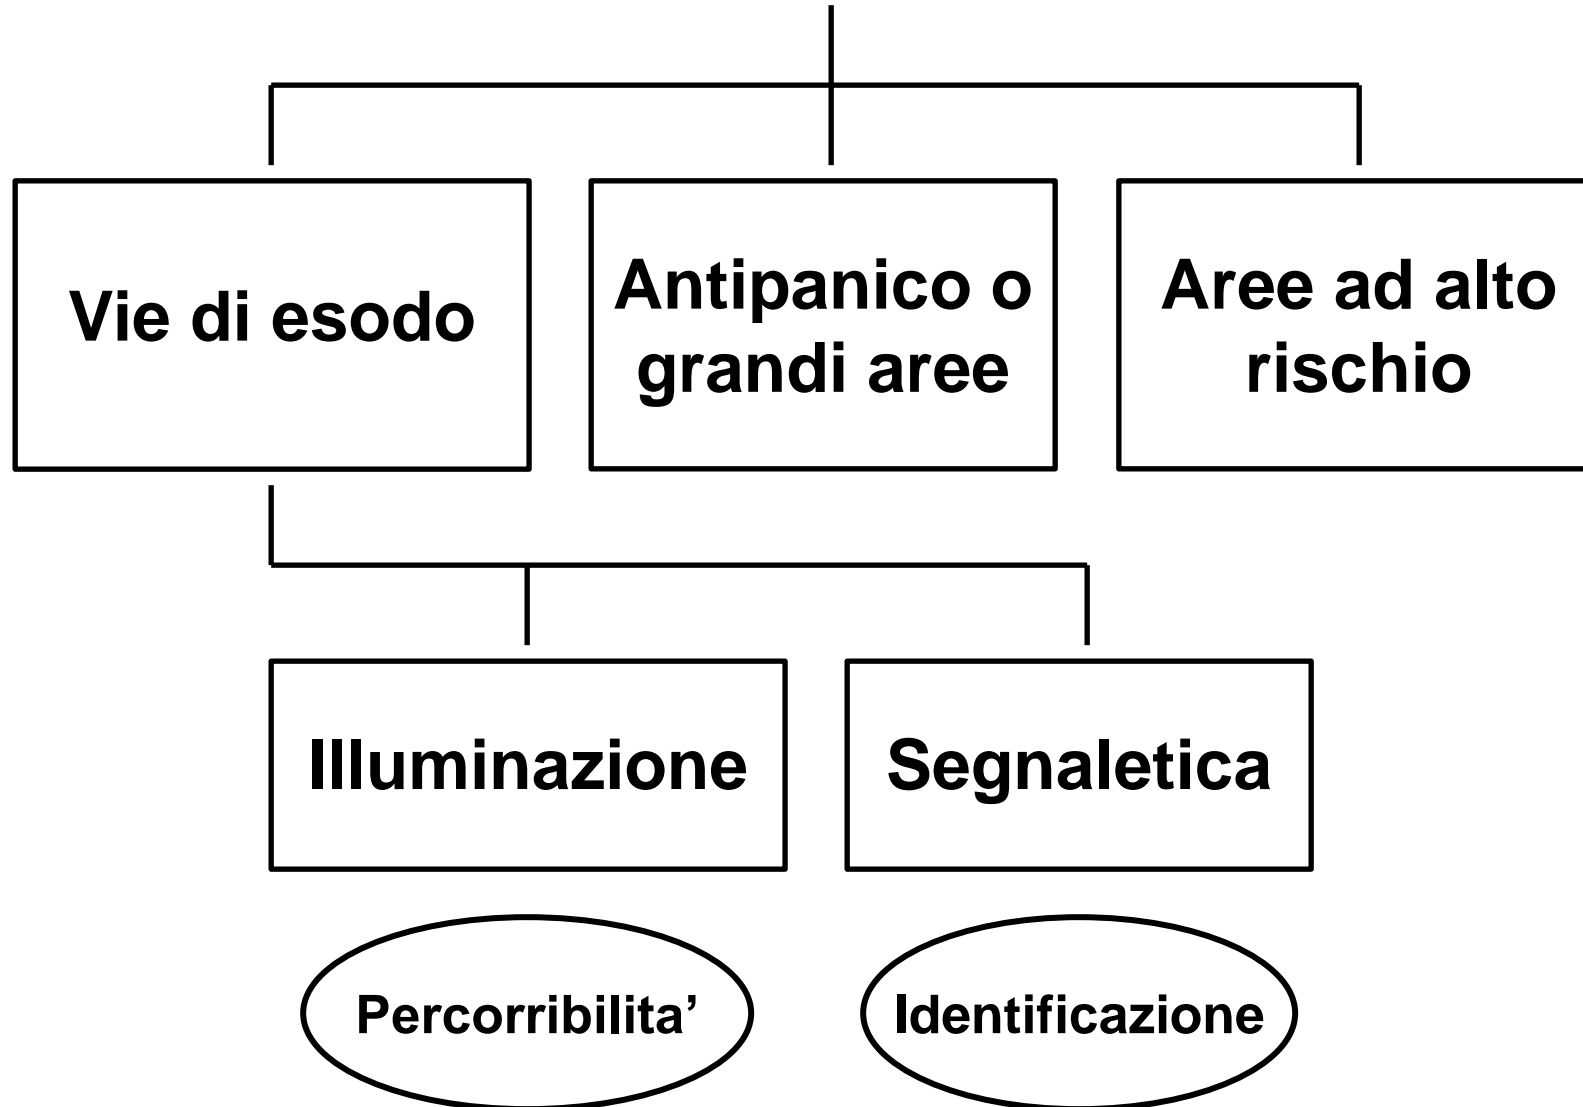 Vie di esodo
Antipanico o
grandi aree
Aree ad alto
rischio
Illuminazione
Segnaletica
Percorribilita’
Identificazione